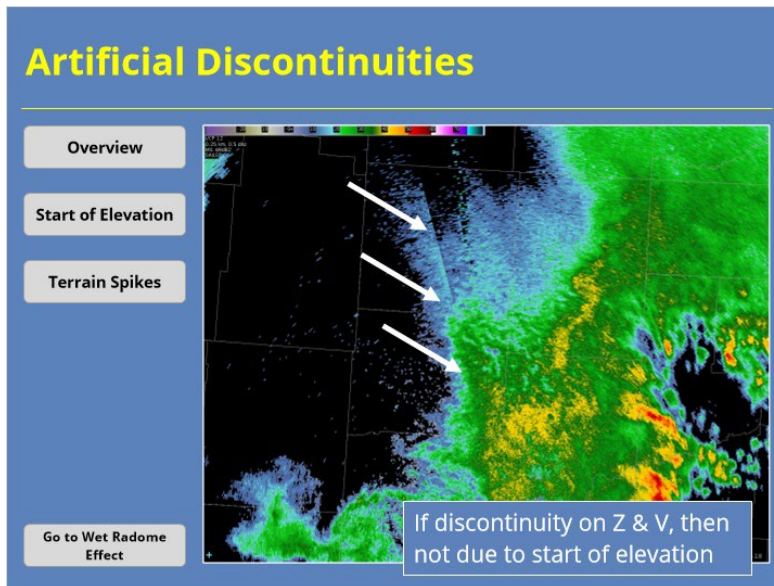 Artificial Discontinuities
Overview
Start of Elevation
Terrain Spikes
Go to Wet Radome
Effect
If discontinuity on Z & V, then
not due to start of elevation